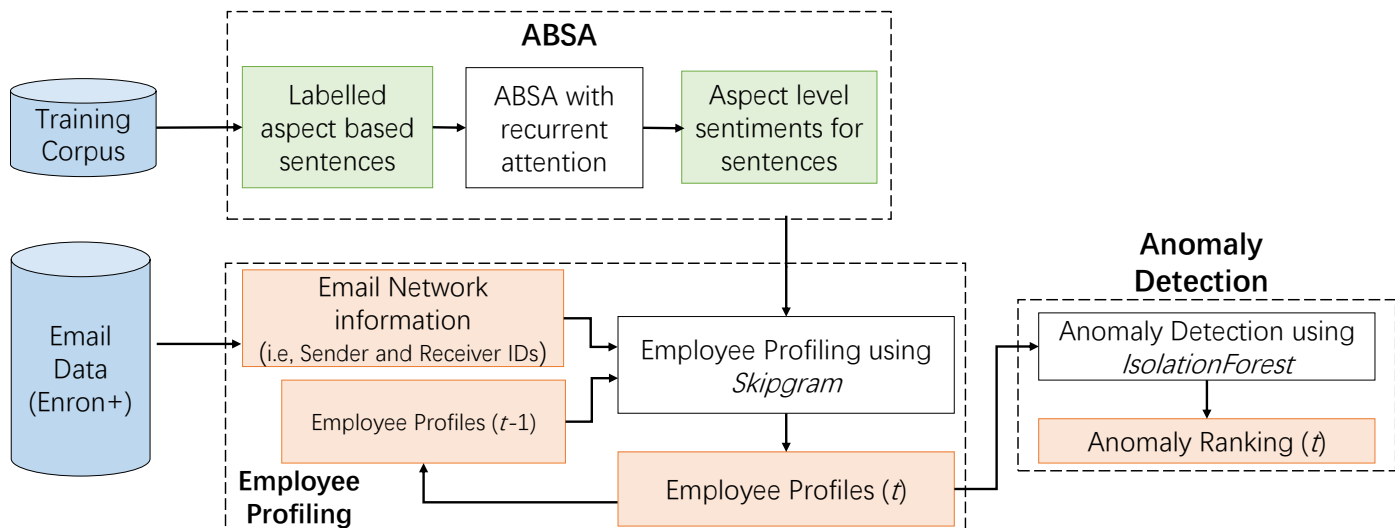 ABSA
Training
Corpus
Labelled
aspect based
sentences
ABSA with
recurrent
attention
Aspect level
sentiments for
sentences
Email
Data
(Enron+)
Email Network
information
(i.e, Sender and Receiver IDs)
Employee Profiles (t-1)
Employee
Profiling
Employee Profiling using
Skipgram
Employee Profiles (t)
Anomaly
Detection
Anomaly Detection using
IsolationForest
Anomaly Ranking (t)